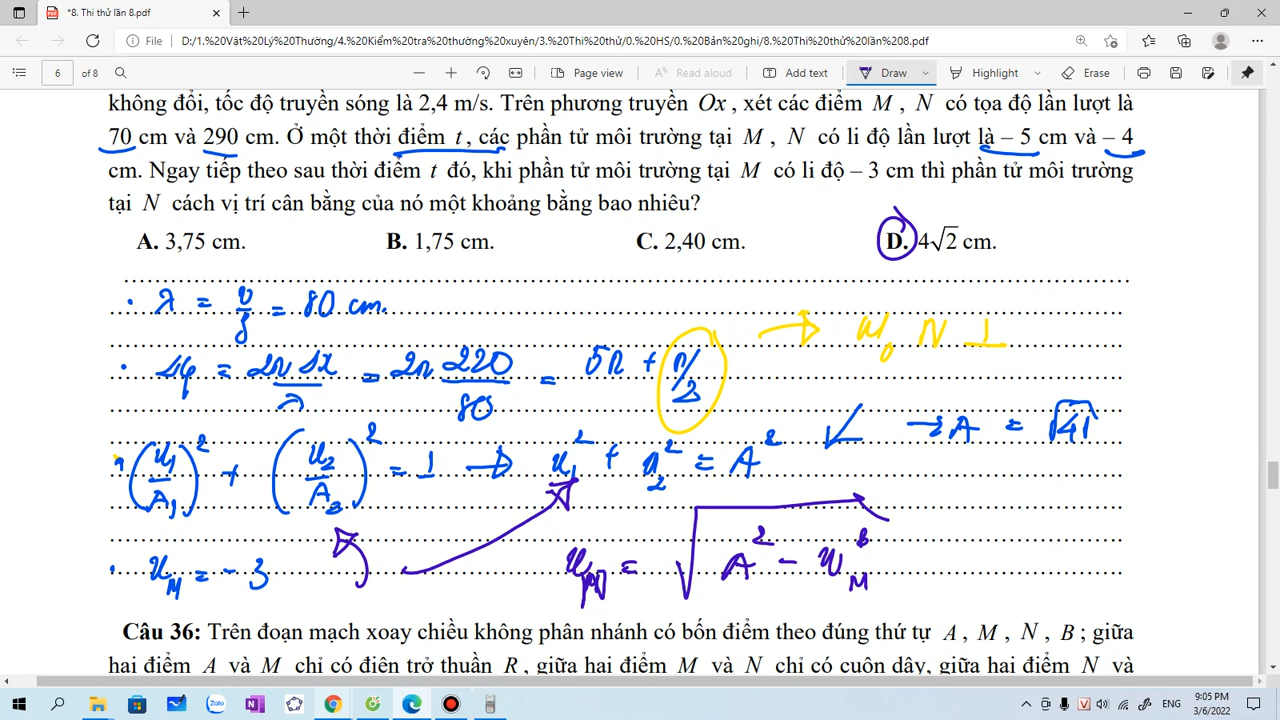 *8. Thi thử lần 8.pdf
File
D:/1.%20Vật%20Lý%20Thường/4.%20Kiểm%20tra%20thường%20xuyên/3.%20Thi%20thử/0.%20HS/0.%20Bản%20ghi/8.%20Thi%20thử%20lần%208.pdf
6 of 8
Page view
Read aloud
Add text
Draw
Highlight
Erase
không đổi, tốc độ truyền sóng là 2,4 m/s. Trên phương truyền Ox, xét các điểm M, N có tọa độ lần lượt là
70 cm và 290 cm. Ở một thời điểm t, các phần tử môi trường tại M, N có li độ lần lượt là – 5 cm và – 4
cm. Ngay tiếp theo sau thời điểm t đó, khi phần tử môi trường tại M có li độ – 3 cm thì phần tử môi trường
tại N cách vị trí cân bằng của nó một khoảng bằng bao nhiêu?
A. 3,75 cm. B. 1,75 cm. C. 2,40 cm. D. 4√2 cm.
λ = v/f = 80 cm.
→ M, N ⊥
Δφ = 2πΔx/λ = 2π 220/80 = 5π + π/2
→ A = √41
(u₁/A₁)² + (u₂/A₂)² = 1 → u₁² + u₂² = A²
u_M = - 3
Câu 36: Trên đoạn mạch xoay chiều không phân nhánh có bốn điểm theo đúng thứ tự A, M, N, B; giữa
hai điểm A và M chỉ có điện trở thuần R, giữa hai điểm M và N chỉ có cuộn dây, giữa hai điểm N và
Zalo
ENG
9:05 PM
3/6/2022